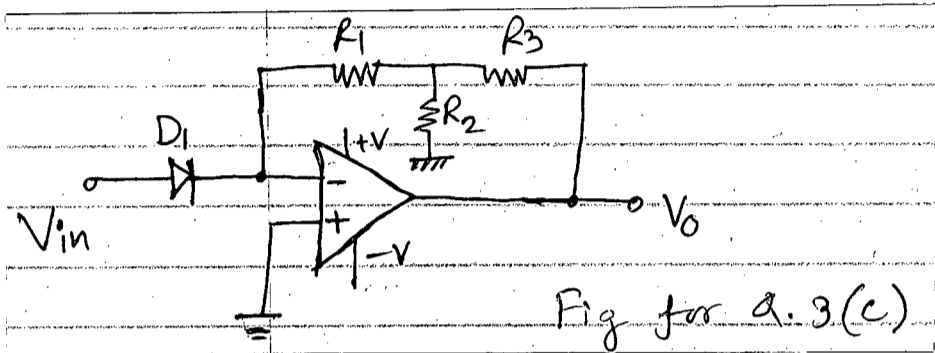 R1
R3
R2
D1
+V
-
+
-V
Vin
Vo
Fig for Q.3(c)